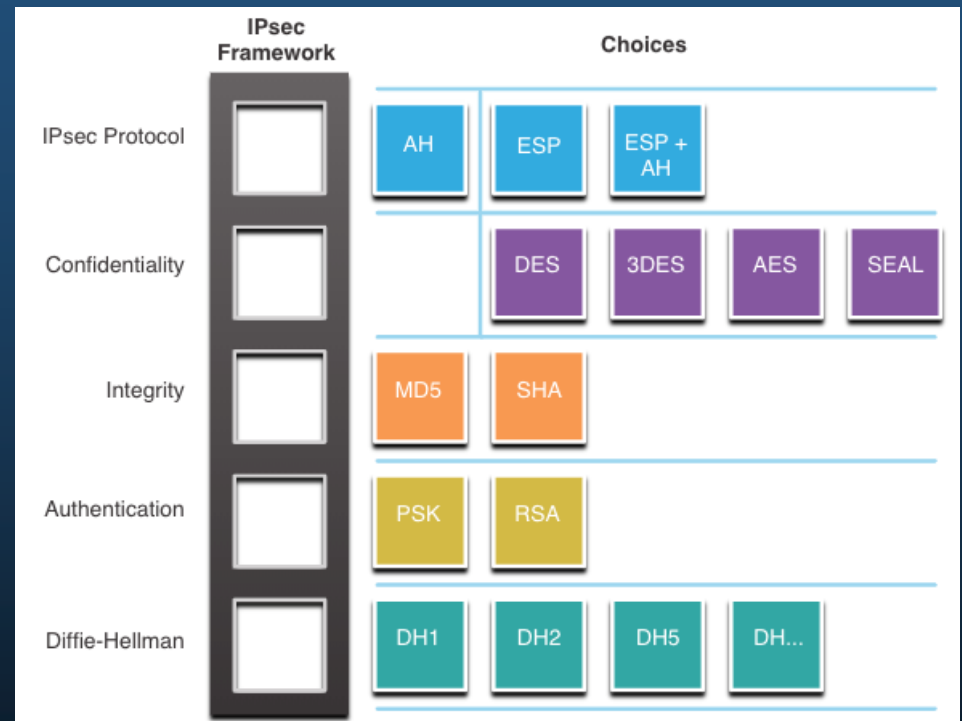 IPsec
Framework
Choices
IPsec Protocol
AH
ESP
ESP +
AH
Confidentiality
DES
3DES
AES
SEAL
Integrity
MD5
SHA
Authentication
PSK
RSA
Diffie-Hellman
DH1
DH2
DH5
DH...